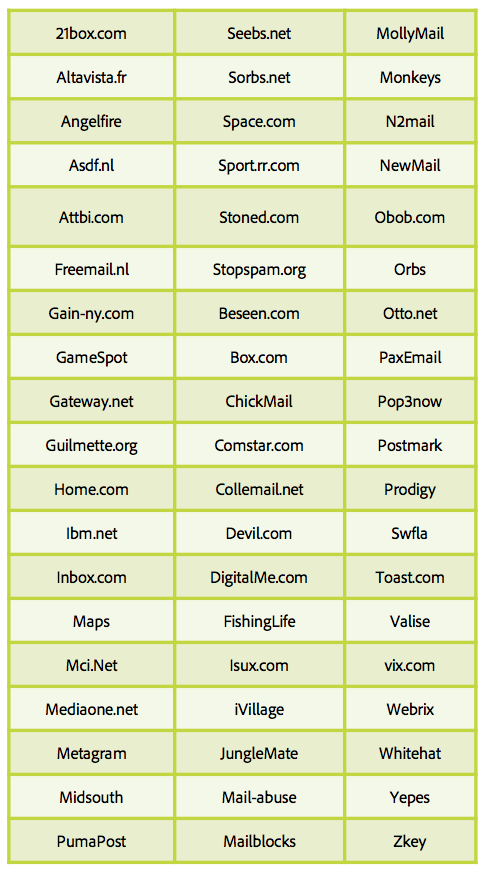 21box.com Seebs.net MollyMail
Altavista.fr Sorbs.net Monkeys
Angelfire Space.com N2mail
Asdf.nl Sport.rr.com NewMail
Attbi.com Stoned.com Obob.com
Freemail.nl Stopspam.org Orbs
Gain-ny.com Beseen.com Otto.net
GameSpot Box.com PaxEmail
Gateway.net ChickMail Pop3now
Guilmette.org Comstar.com Postmark
Home.com Collemail.net Prodigy
Ibm.net Devil.com Swfla
Inbox.com DigitalMe.com Toast.com
Maps FishingLife Valise
Mci.Net Isux.com vix.com
Mediaone.net iVillage Webrix
Metagram JungleMate Whitehat
Midsouth Mail-abuse Yepes
PumaPost Mailblocks Zkey